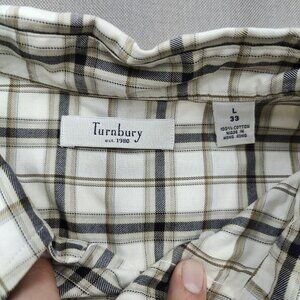 Turnbury
est. 1980
L
33
100% COTTON
MADE IN
HONG KONG